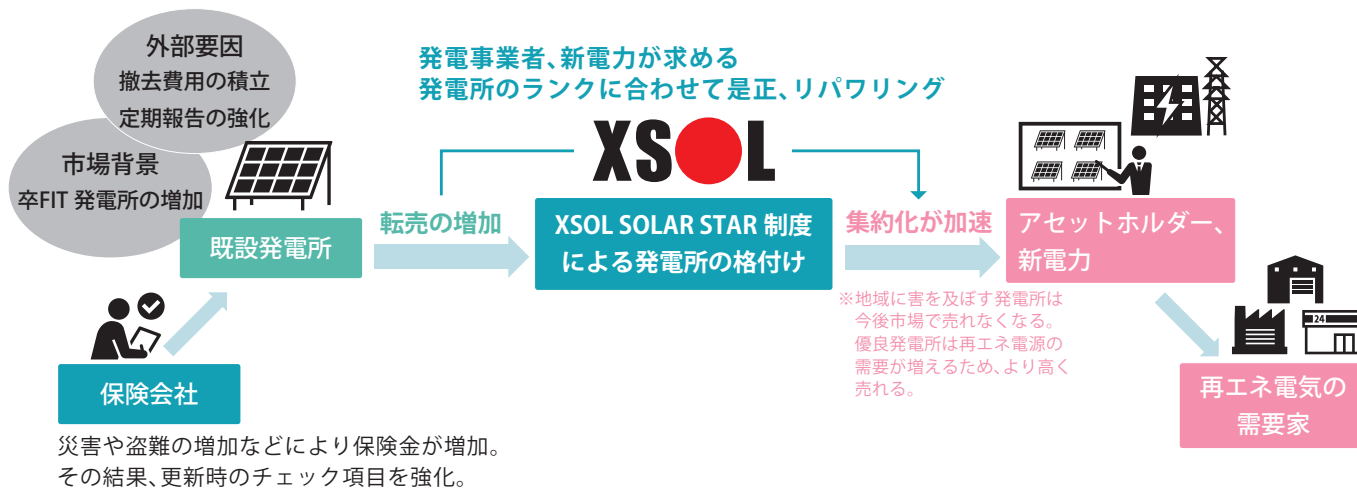 外部要因
撤去費用の積立
定期報告の強化
市場背景
卒FIT 発電所の増加
既設発電所
保険会社
災害や盗難の増加などにより保険金が増加。
その結果、更新時のチェック項目を強化。
転売の増加
発電事業者、新電力が求める
発電所のランクに合わせて是正、リパワリング
XSOL
XSOL SOLAR STAR 制度
による発電所の格付け
集約化が加速
※地域に害を及ぼす発電所は
今後市場で売れなくなる。
優良発電所は再エネ電源の
需要が増えるため、より高く
売れる。
アセットホルダー、
新電力
24
再エネ電気の
需要家